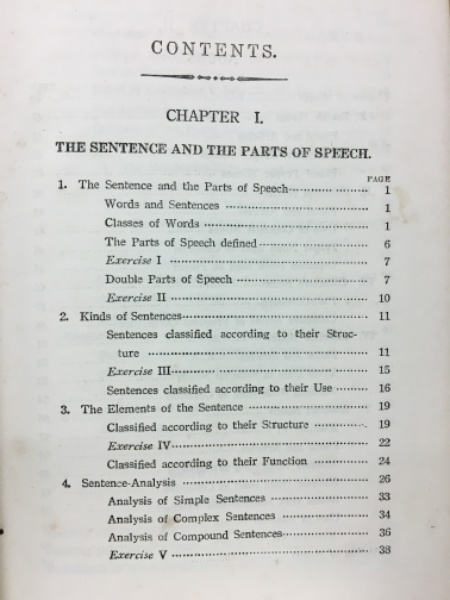 CONTENTS.
CHAPTER I.
THE SENTENCE AND THE PARTS OF SPEECH.
PAGE
1. The Sentence and the Parts of Speech 1
Words and Sentences 1
Classes of Words 1
The Parts of Speech defined 6
Exercise I 7
Double Parts of Speech 7
Exercise II 10
2. Kinds of Sentences 11
Sentences classified according to their Struc-
ture 11
Exercise III 15
Sentences classified according to their Use 16
3. The Elements of the Sentence 19
Classified according to their Structure 19
Exercise IV 22
Classified according to their Function 24
4. Sentence-Analysis 26
Analysis of Simple Sentences 33
Analysis of Complex Sentences 34
Analysis of Compound Sentences 36
Exercise V 38